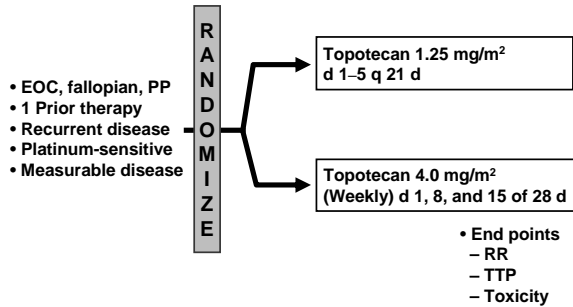 • EOC, fallopian, PP
• 1 Prior therapy
• Recurrent disease
• Platinum-sensitive
• Measurable disease
RANDOMIZE
Topotecan 1.25 mg/m²
d 1–5 q 21 d
Topotecan 4.0 mg/m²
(Weekly) d 1, 8, and 15 of 28 d
• End points
– RR
– TTP
– Toxicity